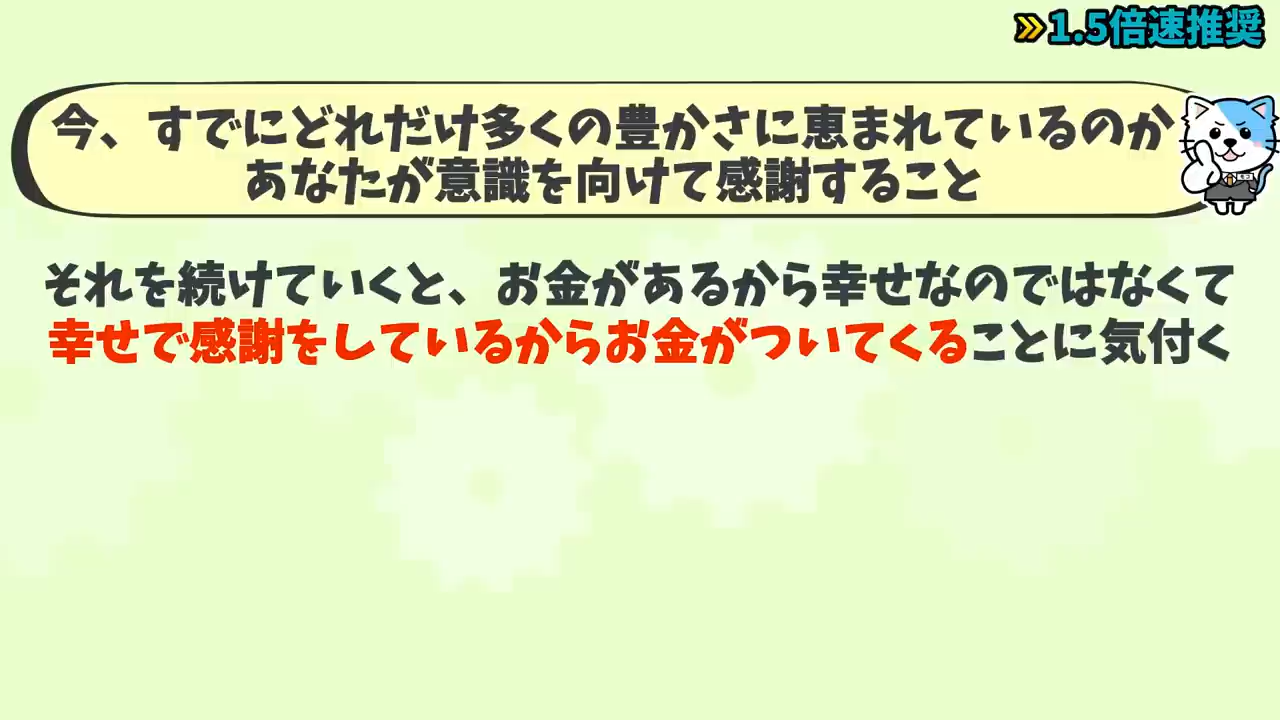 »1.5倍速推奨
今、すでにどれだけ多くの豊かさに恵まれているのか
あなたが意識を向けて感謝すること
それを続けていくと、お金があるから幸せなのではなくて
幸せで感謝をしているからお金がついてくることに気付く